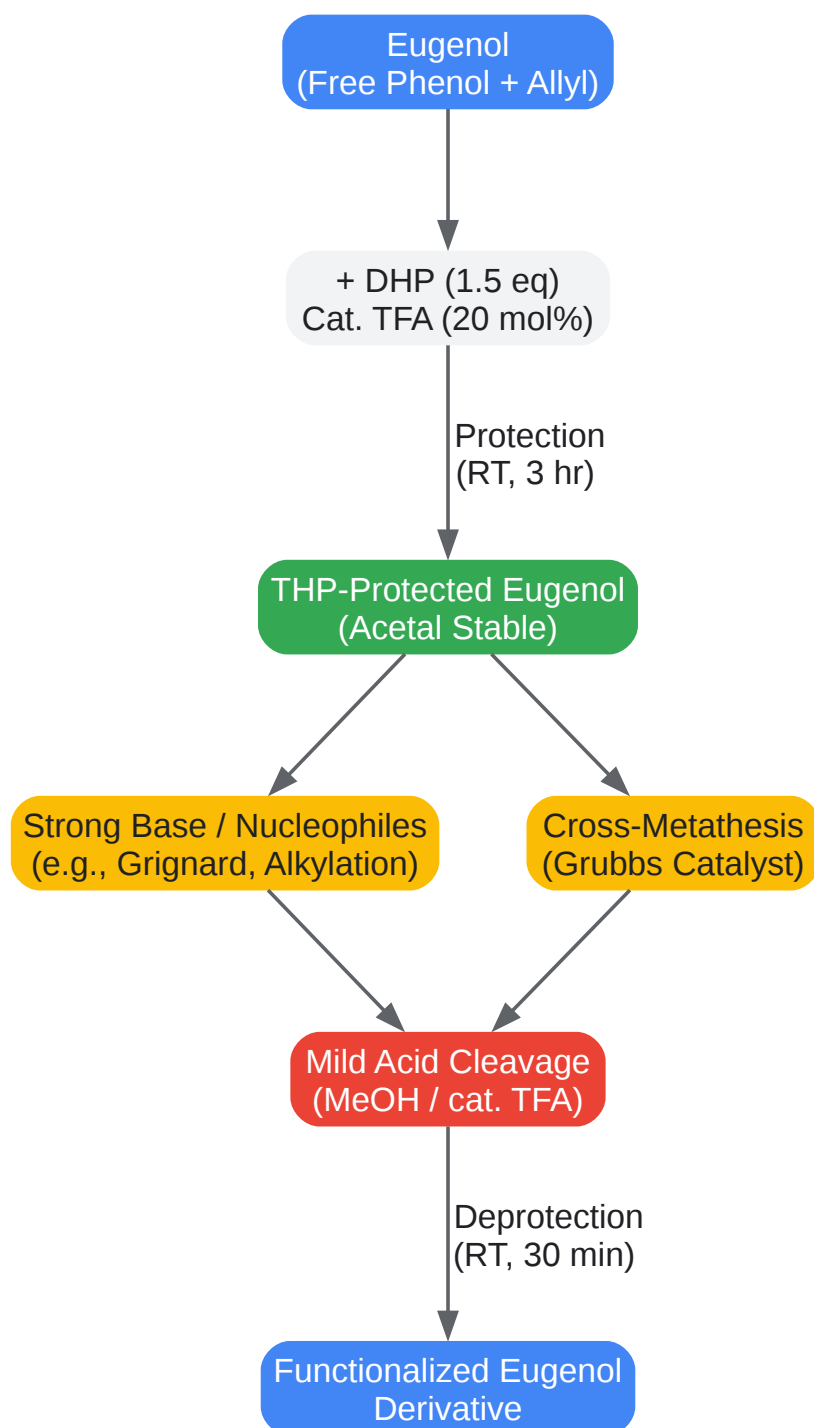 Eugenol
(Free Phenol + Allyl)
+ DHP (1.5 eq)
Cat. TFA (20 mol%)
Protection
(RT, 3 hr)
THP-Protected Eugenol
(Acetal Stable)
Strong Base / Nucleophiles
(e.g., Grignard, Alkylation)
Cross-Metathesis
(Grubbs Catalyst)
Mild Acid Cleavage
(MeOH / cat. TFA)
Deprotection
(RT, 30 min)
Functionalized Eugenol
Derivative